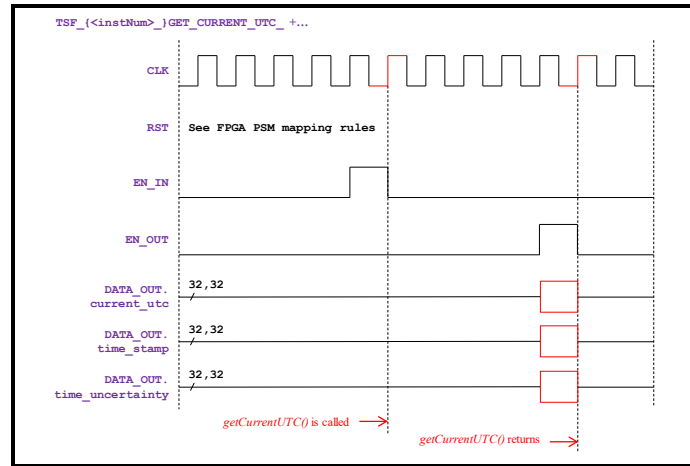 TSF_{<instNum>_}GET_CURRENT_UTC_ +…
CLK
RST See FPGA PSM mapping rules
EN_IN
EN_OUT
DATA_OUT. 32,32
current_utc
DATA_OUT. 32,32
time_stamp
DATA_OUT. 32,32
time_uncertainty
getCurrentUTC() is called
getCurrentUTC() returns